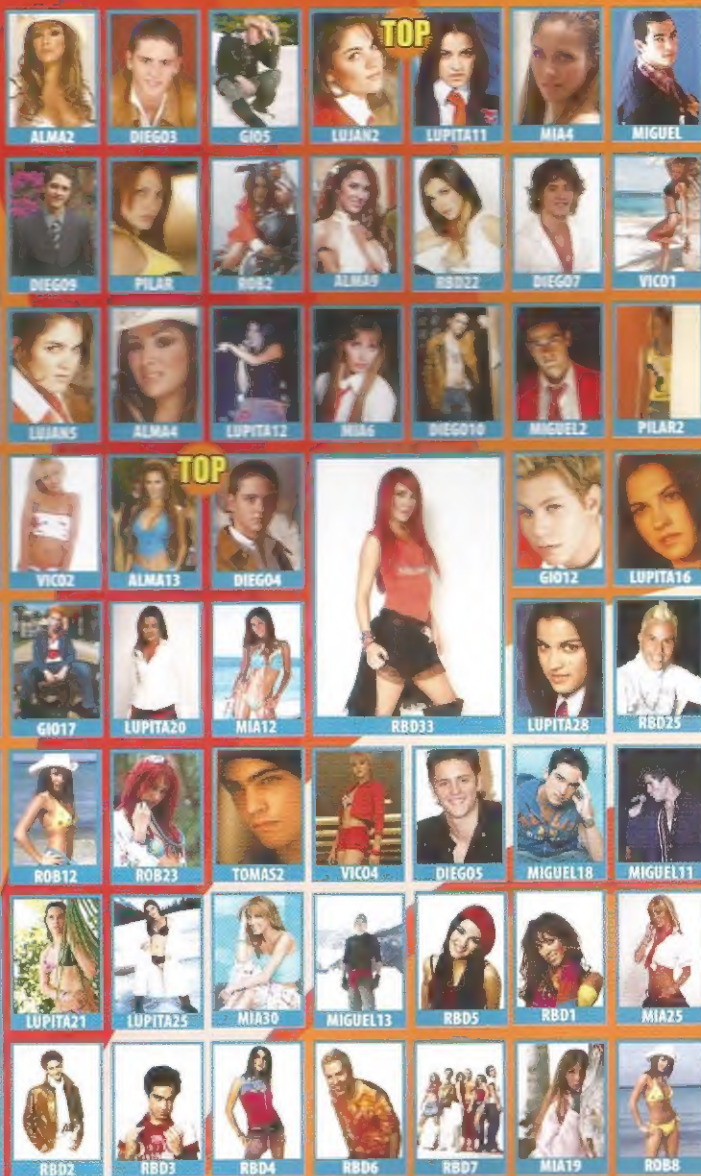 TOP
ALMA2 DIEGO3 GIO5 LUJAN2 LUPITA11 MIA4 MIGUEL
DIEGO9 PILAR ROB2 ALMA9 RBD22 DIEGO7 VICO1
LUJAN5 ALMA4 LUPITA12 MIA6 DIEGO10 MIGUEL2 PILAR2
TOP
VICO2 ALMA13 DIEGO4 GIO12 LUPITA16
GIO17 LUPITA20 MIA12 RBD33 LUPITA28 RBD25
ROB12 ROB23 TOMAS2 VICO4 DIEGO5 MIGUEL18 MIGUEL11
LUPITA21 LUPITA25 MIA30 MIGUEL13 RBD5 RBD1 MIA25
RBD2 RBD3 RBD4 RBD6 RBD7 MIA19 ROB8